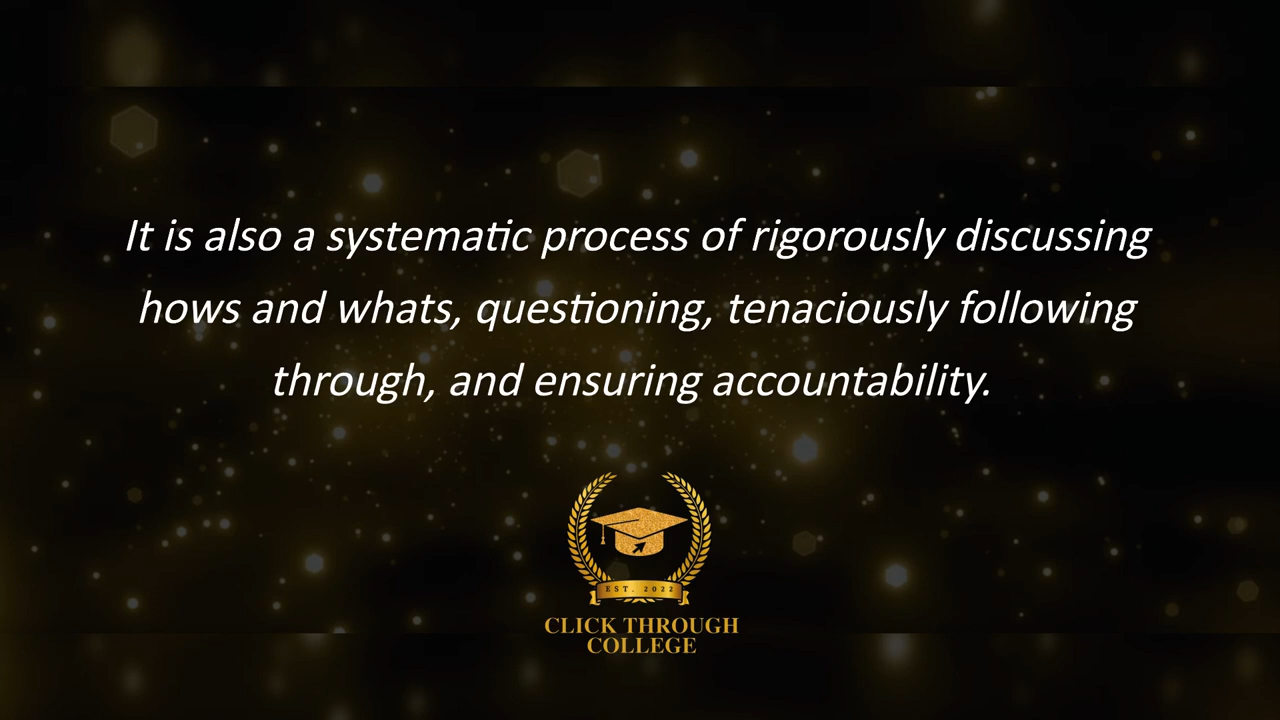 It is also a systematic process of rigorously discussing
hows and whats, questioning, tenaciously following
through, and ensuring accountability.
EST. 2022
CLICK THROUGH
COLLEGE